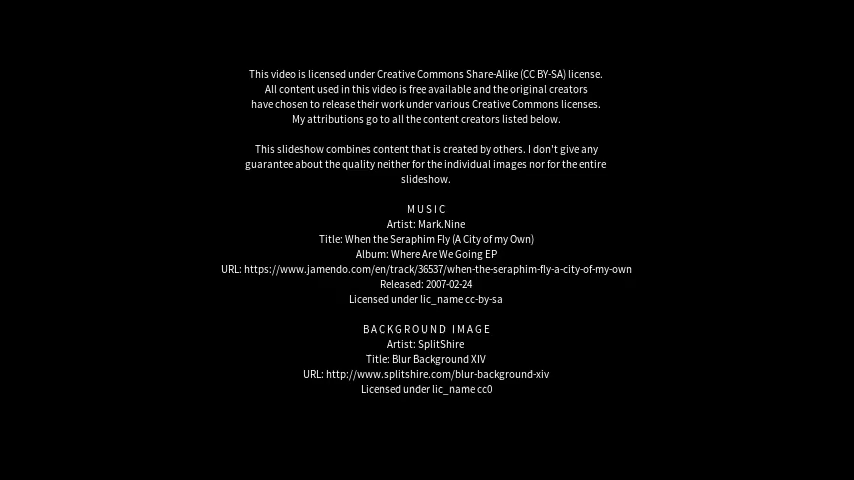 This video is licensed under Creative Commons Share-Alike (CC BY-SA) license.
All content used in this video is free available and the original creators
have chosen to release their work under various Creative Commons licenses.
My attributions go to all the content creators listed below.
This slideshow combines content that is created by others. I don't give any
guarantee about the quality neither for the individual images nor for the entire
slideshow.
MUSIC
Artist: Mark.Nine
Title: When the Seraphim Fly (A City of my Own)
Album: Where Are We Going EP
URL: https://www.jamendo.com/en/track/36537/when-the-seraphim-fly-a-city-of-my-own
Released: 2007-02-24
Licensed under lic_name cc-by-sa
BACKGROUND IMAGE
Artist: SplitShire
Title: Blur Background XIV
URL: http://www.splitshire.com/blur-background-xiv
Licensed under lic_name cc0